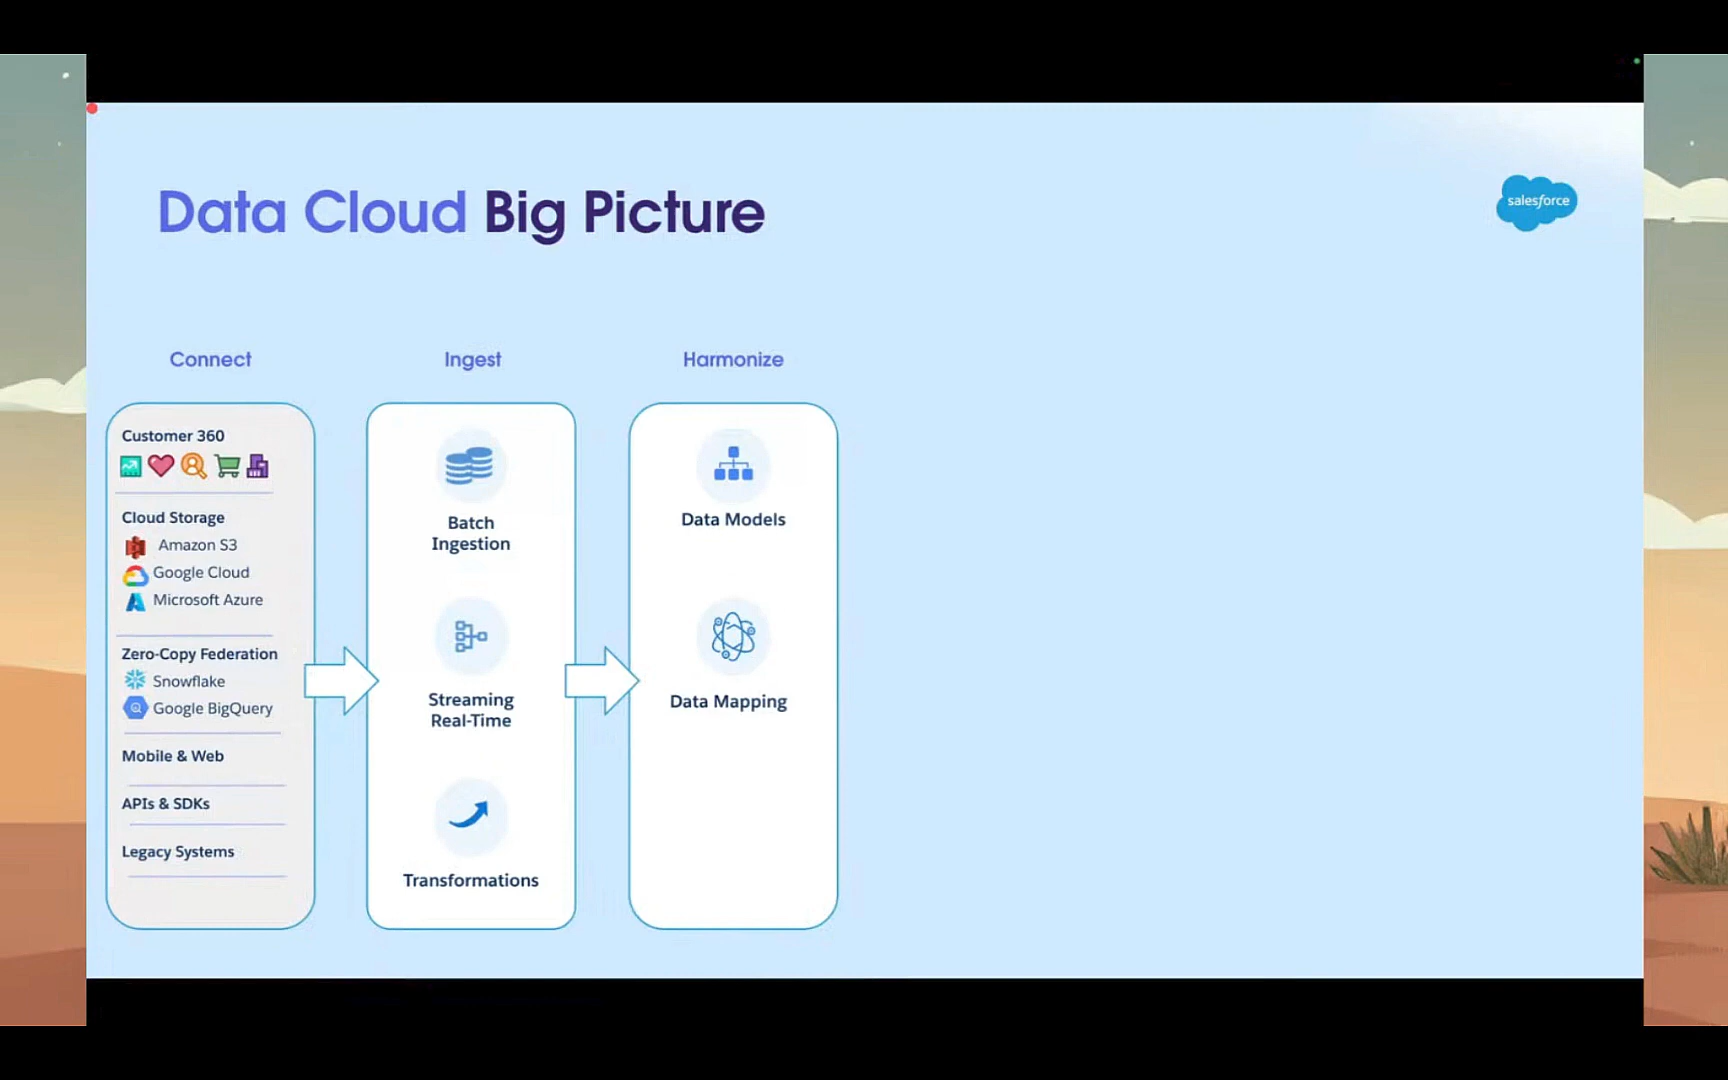 Data Cloud Big Picture
salesforce
Connect
Customer 360
Cloud Storage
Amazon S3
Google Cloud
Microsoft Azure
Zero-Copy Federation
Snowflake
Google BigQuery
Mobile & Web
APIs & SDKs
Legacy Systems
Ingest
Batch
Ingestion
Streaming
Real-Time
Transformations
Harmonize
Data Models
Data Mapping